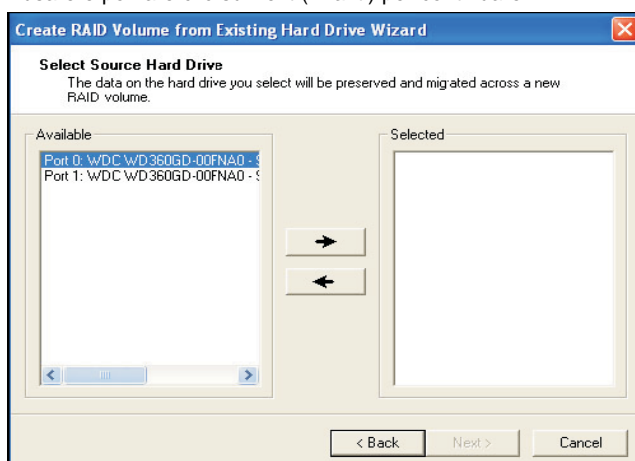 Create RAID Volume from Existing Hard Drive Wizard
Select Source Hard Drive
The data on the hard drive you select will be preserved and migrated across a new
RAID volume.
Available
Selected
Port 0: WDC WD360GD-00FNA0 -
Port 1: WDC WD360GD-00FNA0 -
< Back
Next >
Cancel